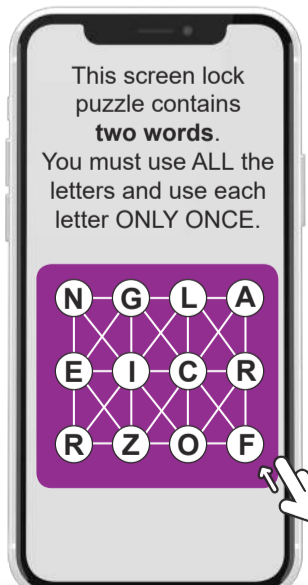 This screen lock
puzzle contains
two words.
You must use ALL the
letters and use each
letter ONLY ONCE.
N G L A
E I C R
R Z O F